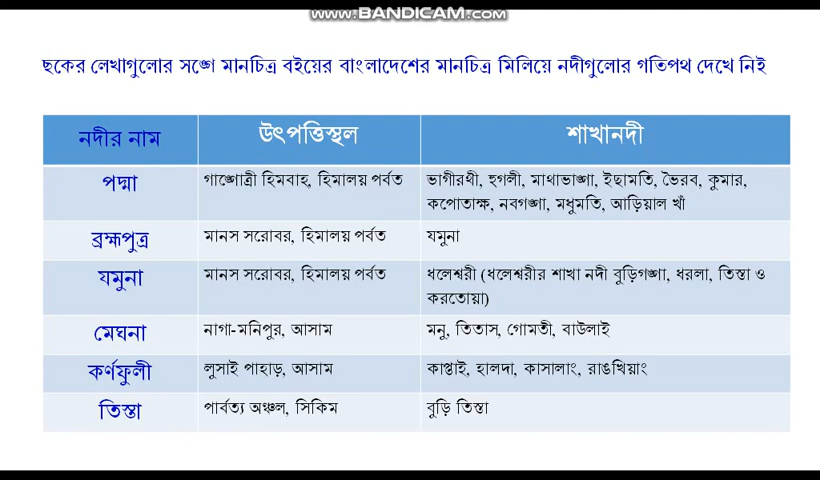 www.BANDICAM.com
ছকের লেখাগুলোর সঙ্গে মানচিত্র বইয়ের বাংলাদেশের মানচিত্র মিলিয়ে নদীগুলোর গতিপথ দেখে নিই
নদীর নাম উৎপত্তিস্থল শাখানদী
পদ্মা গাঙ্গোত্রী হিমবাহ, হিমালয় পর্বত ভাগীরথী, হুগলী, মাথাভাঙ্গা, ইছামতি, ভৈরব, কুমার,
কপোতাক্ষ, নবগঙ্গা, মধুমতি, আড়িয়াল খাঁ
ব্রহ্মপুত্র মানস সরোবর, হিমালয় পর্বত যমুনা
যমুনা মানস সরোবর, হিমালয় পর্বত ধলেশ্বরী (ধলেশ্বরীর শাখা নদী বুড়িগঙ্গা, ধরলা, তিস্তা ও
করতোয়া)
মেঘনা নাগা-মনিপুর, আসাম মনু, তিতাস, গোমতী, বাউলাই
কর্ণফুলী লুসাই পাহাড়, আসাম কাপ্তাই, হালদা, কাসালাং, রাঙখিয়াং
তিস্তা পার্বত্য অঞ্চল, সিকিম বুড়ি তিস্তা